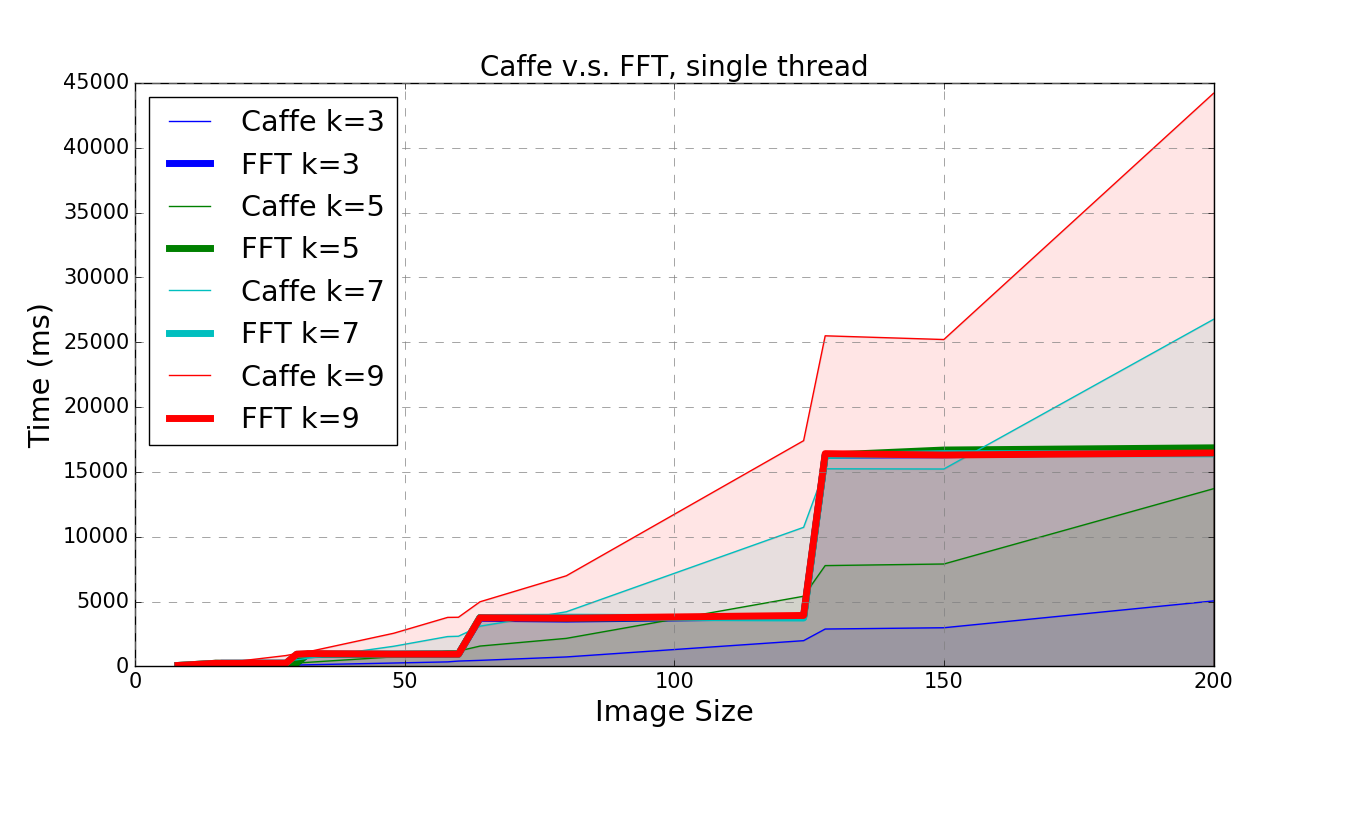 Caffe v.s. FFT, single thread
45000
40000
35000
30000
25000
20000
15000
10000
5000
0
Time (ms)
Caffe k=3
FFT k=3
Caffe k=5
FFT k=5
Caffe k=7
FFT k=7
Caffe k=9
FFT k=9
0 50 100 150 200
Image Size